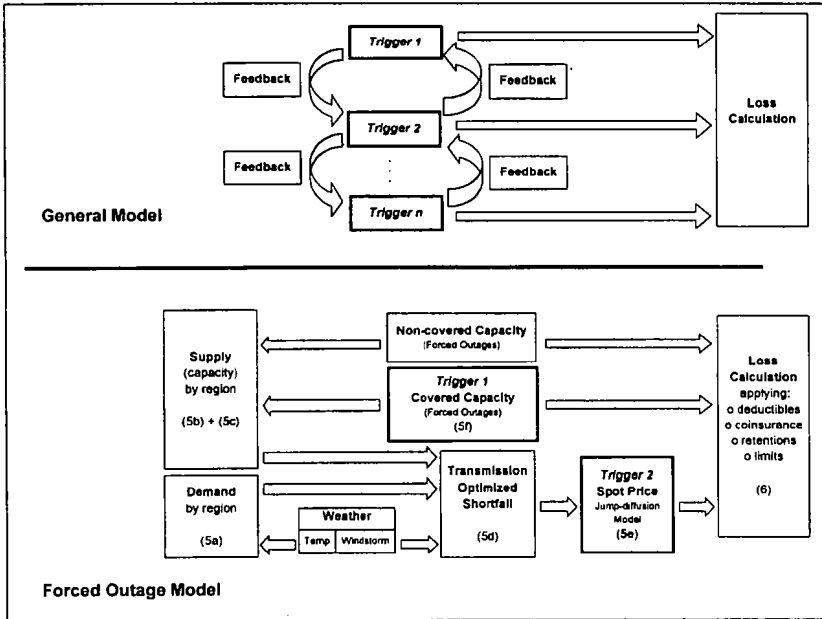 Trigger 1
Feedback
Feedback
Trigger 2
Loss
Calculation
Feedback
Feedback
Trigger n
General Model
Non-covered Capacity
(Forced Outages)
Supply
(capacity)
by region
(5b) + (5c)
Trigger 1
Covered Capacity
(Forced Outages)
(5f)
Loss
Calculation
applying:
o deductibles
o coinsurance
o retentions
o limits
(6)
Transmission
Optimized
Shortfall
(5d)
Trigger 2
Spot Price
Jump-diffusion
Model
(5e)
Demand
by region
(5a)
Weather
Temp Windstorm
Forced Outage Model